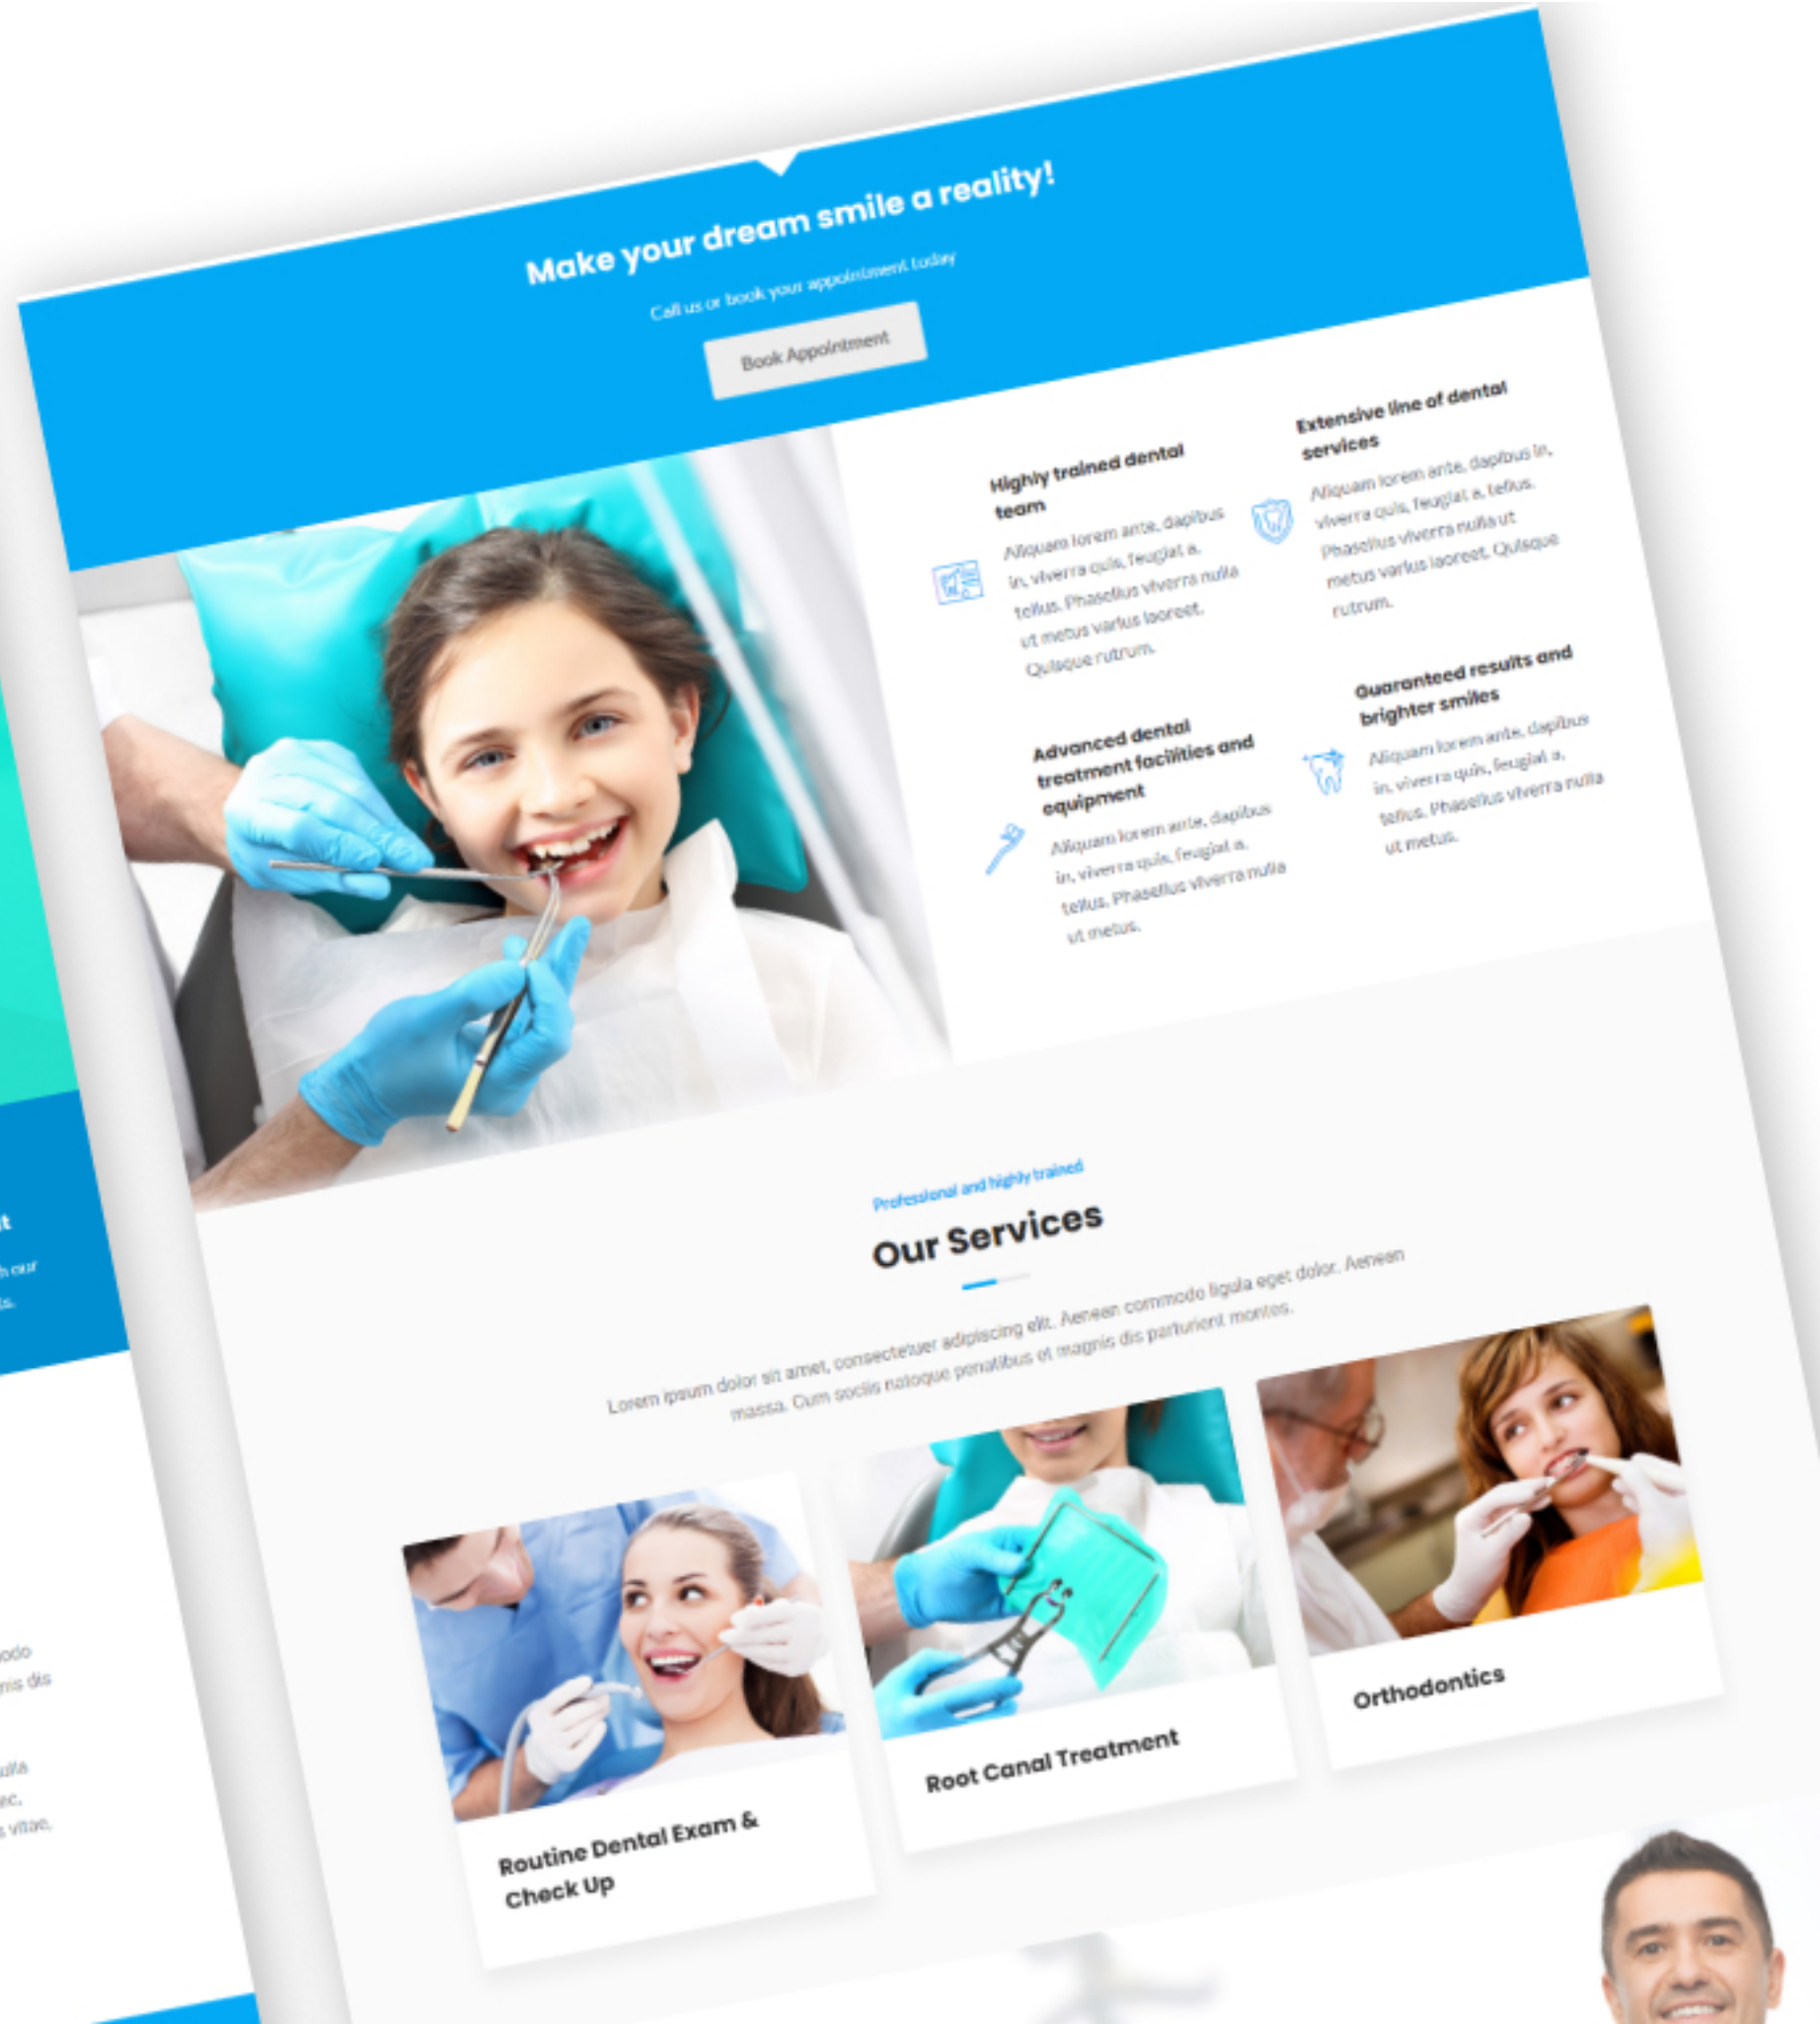 Make your dream smile a reality!
Call us or book your appointment today
Book Appointment
Highly trained dental
team
Aliquam lorem ante, dapibus
in, viverra quis, feugiat a,
tellus. Phasellus viverra nulla
ut metus varius laoreet.
Quisque rutrum.
Extensive line of dental
services
Aliquam lorem ante, dapibus in,
viverra quis, feugiat a, tellus.
Phasellus viverra nulla ut
metus varius laoreet. Quisque
rutrum.
Advanced dental
treatment facilities and
equipment
Aliquam lorem ante, dapibus
in, viverra quis, feugiat a,
tellus. Phasellus viverra nulla
ut metus.
Guaranteed results and
brighter smiles
Aliquam lorem ante, dapibus
in, viverra quis, feugiat a,
tellus. Phasellus viverra nulla
ut metus.
Professional and highly trained
Our Services
Lorem ipsum dolor sit amet, consectetuer adipiscing elit. Aenean commodo ligula eget dolor. Aenean
massa. Cum sociis natoque penatibus et magnis dis parturient montes.
Routine Dental Exam &
Check Up
Root Canal Treatment
Orthodontics
our
dis
vitae,